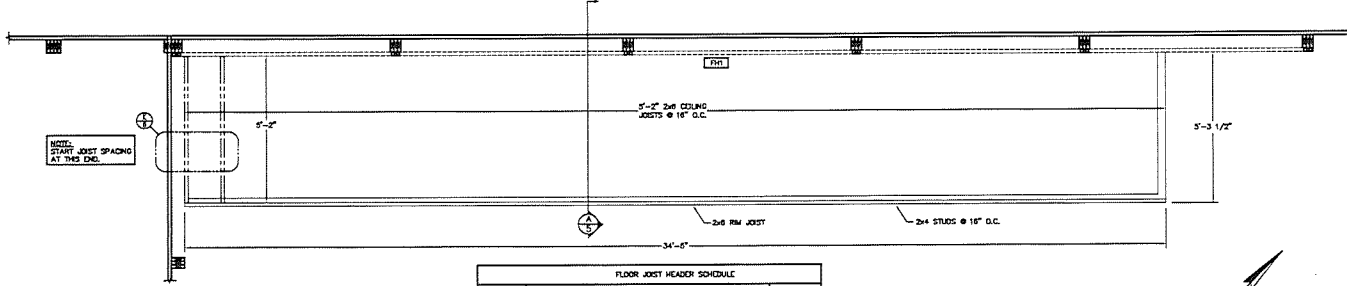 FH1
5'-2" 2x6 CEILING
JOISTS @ 16" O.C.
5'-2"
5'-3 1/2"
NOTE:
START JOIST SPACING
AT THIS END.
A
5
2x6 RIM JOIST
2x4 STUDS @ 16" O.C.
34'-6"
FLOOR JOIST HEADER SCHEDULE